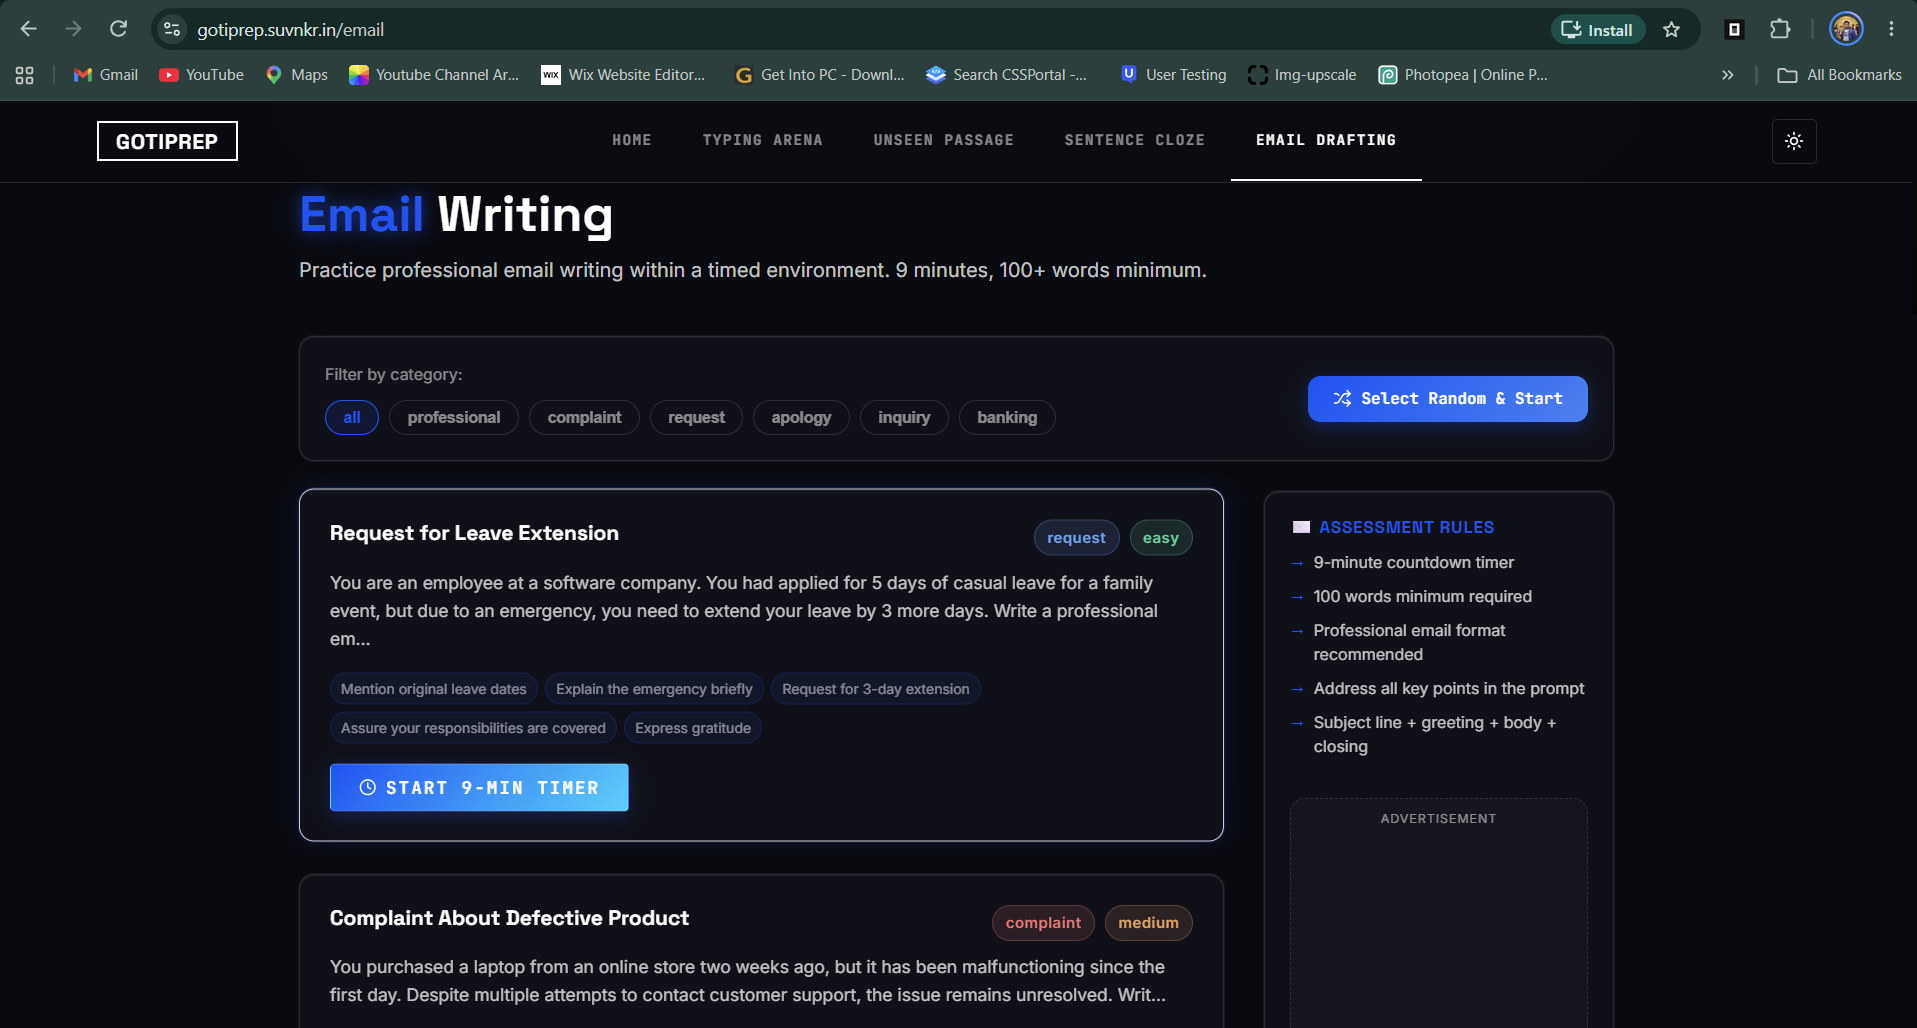 gotiprep.suvnkr.in/email
Install
Gmail
YouTube
Maps
Youtube Channel Ar...
WIX
Wix Website Editor...
Get Into PC - Downl...
Search CSSPortal -...
User Testing
Img-upscale
Photopea | Online P...
»
All Bookmarks
GOTIPREP
HOME
TYPING ARENA
UNSEEN PASSAGE
SENTENCE CLOZE
EMAIL DRAFTING
Email Writing
Practice professional email writing within a timed environment. 9 minutes, 100+ words minimum.
Filter by category:
all
professional
complaint
request
apology
inquiry
banking
Select Random & Start
Request for Leave Extension
request
easy
You are an employee at a software company. You had applied for 5 days of casual leave for a family
event, but due to an emergency, you need to extend your leave by 3 more days. Write a professional
em...
Mention original leave dates
Explain the emergency briefly
Request for 3-day extension
Assure your responsibilities are covered
Express gratitude
START 9-MIN TIMER
Complaint About Defective Product
complaint
medium
You purchased a laptop from an online store two weeks ago, but it has been malfunctioning since the
first day. Despite multiple attempts to contact customer support, the issue remains unresolved. Writ...
ASSESSMENT RULES
→ 9-minute countdown timer
→ 100 words minimum required
→ Professional email format
recommended
→ Address all key points in the prompt
→ Subject line + greeting + body +
closing
ADVERTISEMENT